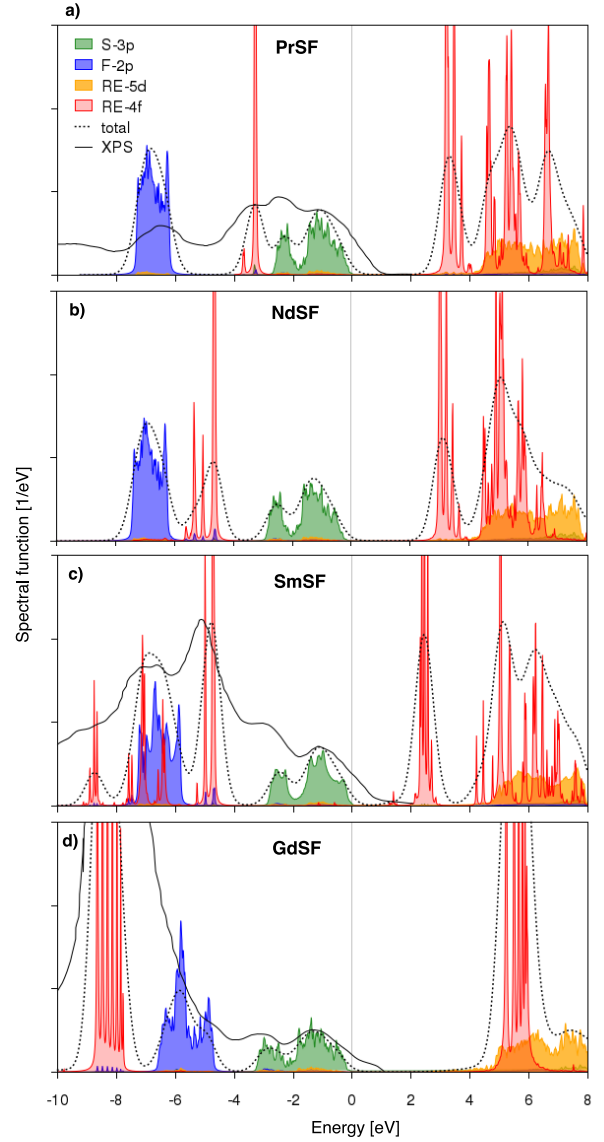 a)
PrSF
S-3p
F-2p
RE-5d
RE-4f
total
XPS
b)
NdSF
c)
SmSF
d)
GdSF
Spectral function [1/eV]
-10 -8 -6 -4 -2 0 2 4 6 8
Energy [eV]